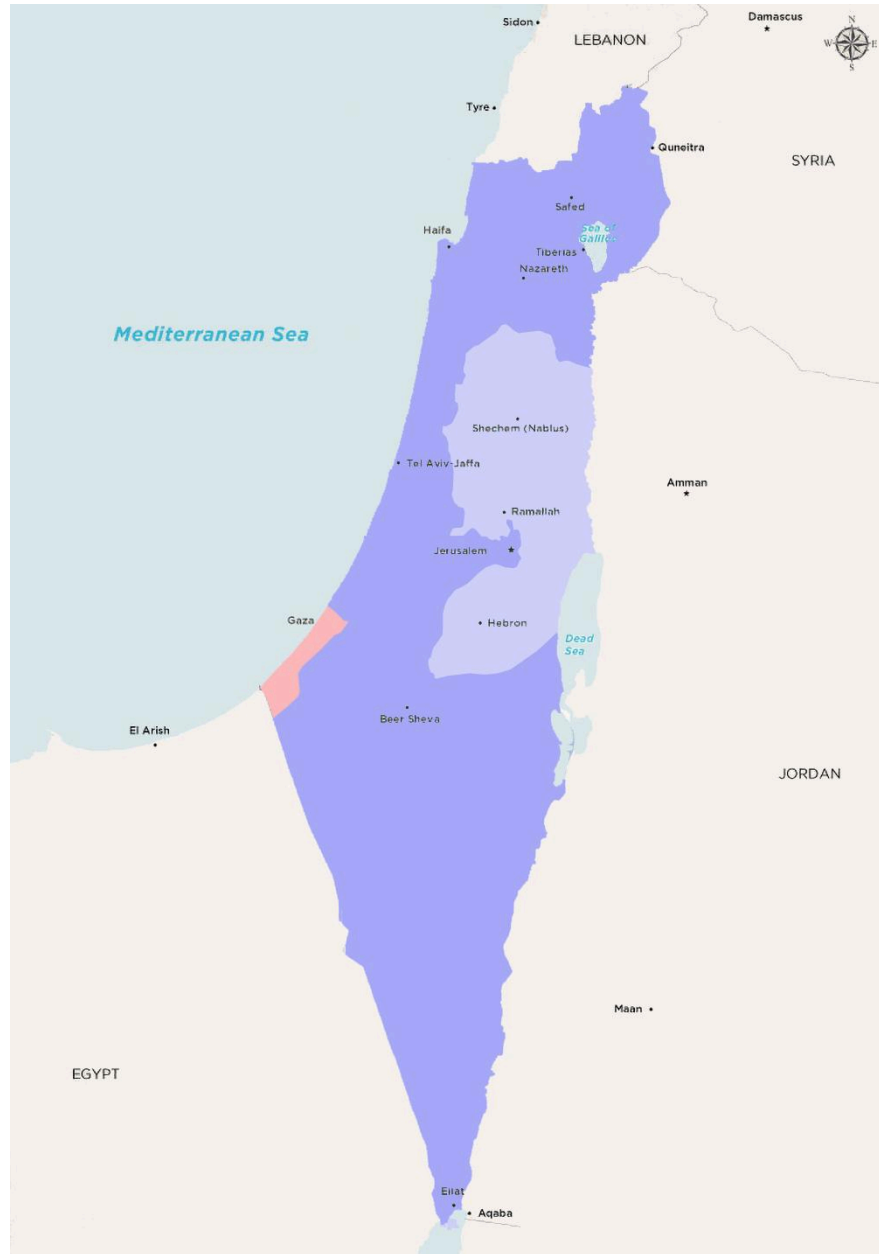 Sidon
Damascus
LEBANON
N
W
E
S
Tyre
Quneitra
SYRIA
Safed
Haifa
Sea of
Galilee
Tiberias
Nazareth
Mediterranean Sea
Shechem (Nablus)
Tel Aviv-Jaffa
Amman
Ramallah
Jerusalem
Gaza
Hebron
Dead
Sea
Beer Sheva
El Arish
JORDAN
Maan
EGYPT
Eilat
Aqaba